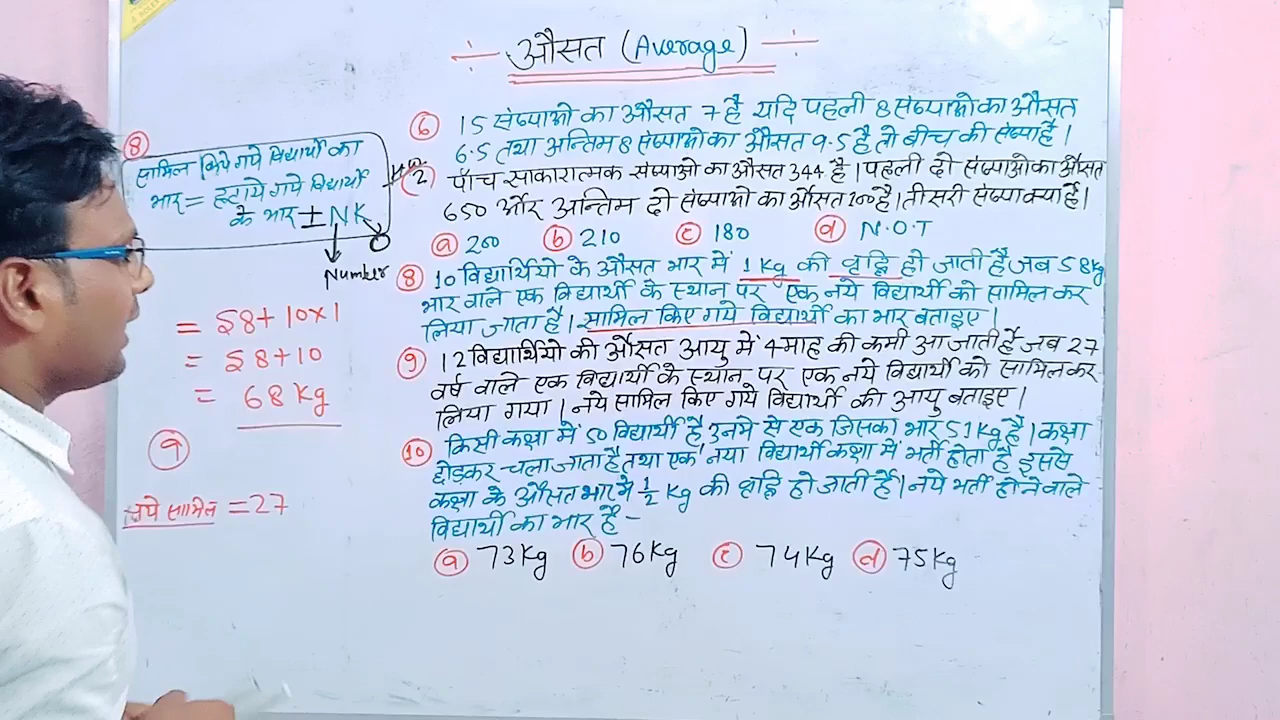 ÷ औसत (Average) ÷
⑥ 15 संख्याओ का औसत 7 है यदि पहली 8 संख्याओ का औसत
6.5 तथा अन्तिम 8 संख्याओ का औसत 9.5 है तो बीच की संख्या है।
② पाँच साकारात्मक संख्याओ का औसत 344 है। पहली दो संख्याओ का औसत
650 और अन्तिम दो संख्याओ का औसत 100 है। तीसरी संख्या क्या है।
ⓐ 200 ⓑ 210 ⓒ 180 ⓓ N.O.T
⑧ 10 विद्यार्थियो के औसत भार में 1 Kg की वृद्धि हो जाती है जब 58 Kg
भार वाले एक विद्यार्थी के स्थान पर एक नये विद्यार्थी को सामिल कर
लिया जाता है। सामिल किए गये विद्यार्थी का भार बताइए।
⑨ 12 विद्यार्थियो की औसत आयु में 4 माह की कमी आ जाती है जब 27
वर्ष वाले एक विद्यार्थी के स्थान पर एक नये विद्यार्थी को सामिल कर
लिया गया। नये सामिल किए गये विद्यार्थी की आयु बताइए।
⑩ किसी कक्षा में 50 विद्यार्थी है, उनमे से एक जिसका भार 51 Kg है। कक्षा
छोड़कर चला जाता है तथा एक नया विद्यार्थी कक्षा में भर्ती होता है इससे
कक्षा के औसत भार में ½ Kg की वृद्धि हो जाती है। नये भर्ती होने वाले
विद्यार्थी का भार है –
ⓐ 73 Kg ⓑ 76 Kg ⓒ 74 Kg ⓓ 75 Kg
⑧
सामिल किये गये विद्यार्थी का
भार = हटाये गये विद्यार्थी
के भार ± NK
Number
= 58 + 10 x 1
= 58 + 10
= 68 Kg
⑨
नये सामिल = 27